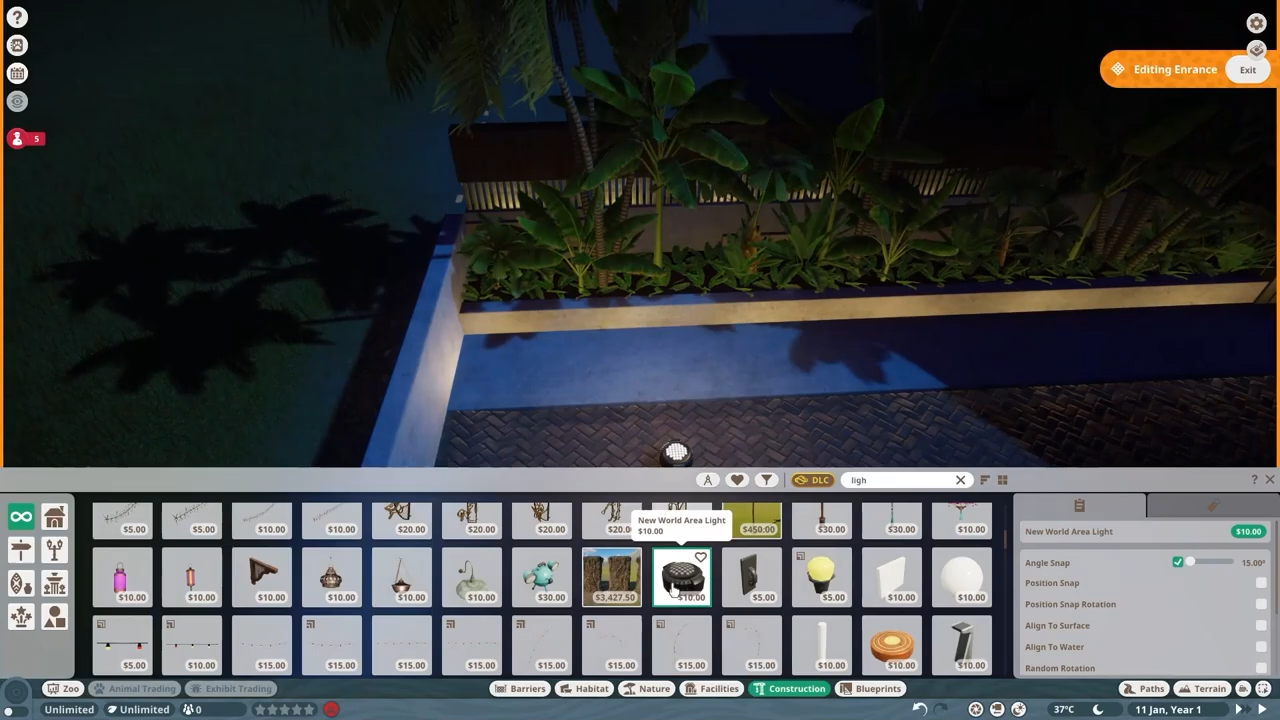 ?
Editing Enrance
Exit
5
DLC
ligh
?
New World Area Light
$10.00
$5.00 $5.00 $10.00 $10.00 $20.00 $20.00 $20.00 $20.00 $450.00 $30.00 $30.00
$10.00 $10.00 $10.00 $10.00 $10.00 $10.00 $30.00 $3,427.50 $10.00 $5.00 $5.00 $10.00 $10.00
$5.00 $10.00 $15.00 $15.00 $15.00 $15.00 $15.00 $15.00 $15.00 $15.00 $10.00 $10.00 $10.00
New World Area Light
$10.00
Angle Snap 15.00°
Position Snap
Position Snap Rotation
Align To Surface
Align To Water
Random Rotation
Zoo Animal Trading Exhibit Trading Barriers Habitat Nature Facilities Construction Blueprints Paths Terrain
Unlimited Unlimited 0 37°C 11 Jan, Year 1